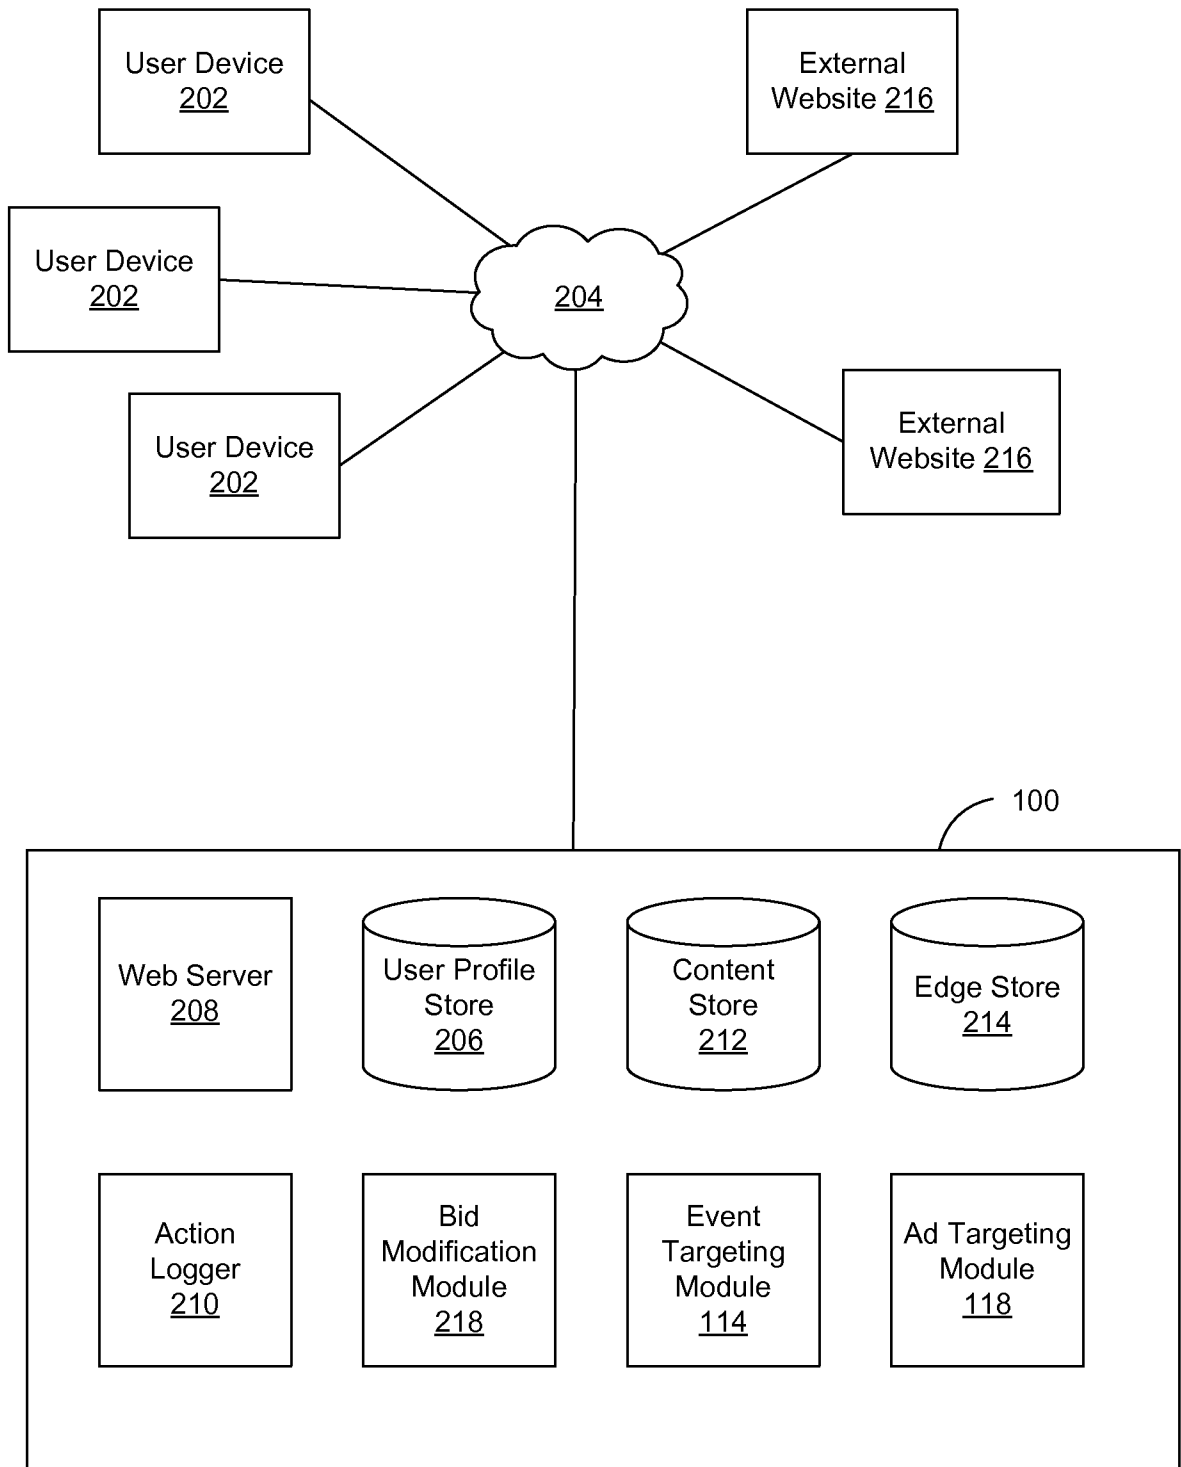 User Device
202
External
Website 216
User Device
202
204
User Device
202
External
Website 216
100
Web Server
208
User Profile
Store
206
Content
Store
212
Edge Store
214
Action
Logger
210
Bid
Modification
Module
218
Event
Targeting
Module
114
Ad Targeting
Module
118